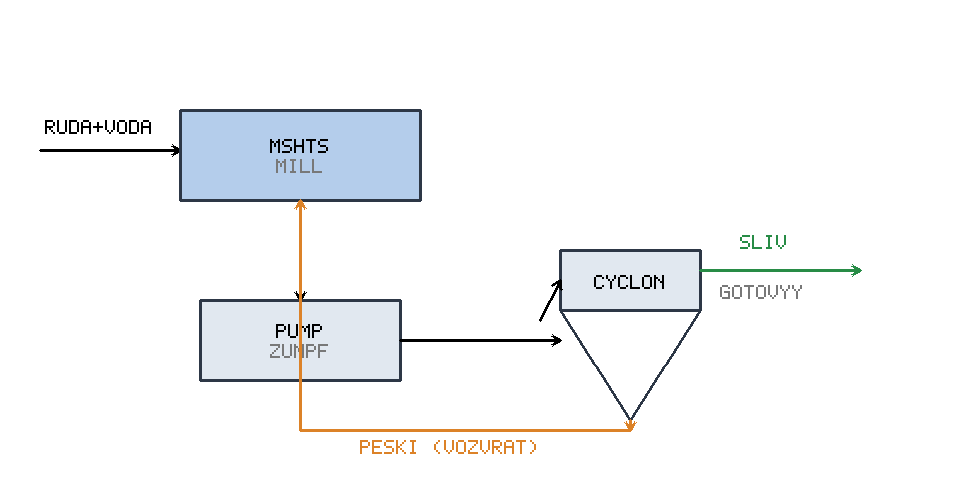 RUDA+VODA
MSHTS
MILL
SLIV
CYCLON
GOTOVYY
PUMP
ZUMPF
PESKI (VOZVRAT)